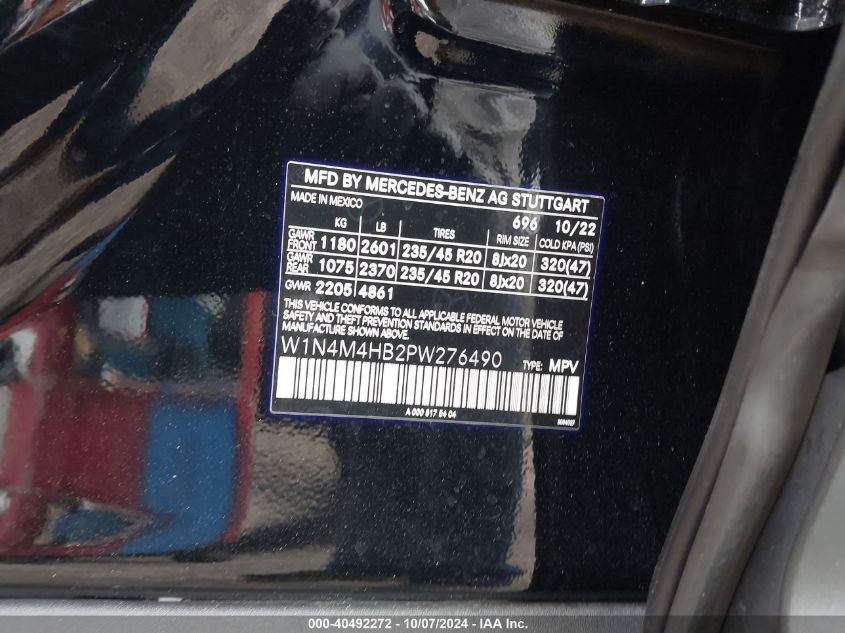 MFD BY MERCEDES-BENZ AG STUTTGART
MADE IN MEXICO 696 10/22
KG LB TIRES RIM SIZE COLD KPA (PSI)
GAWR FRONT 1180 2601 235/45 R20 8Jx20 320(47)
GAWR REAR 1075 2370 235/45 R20 8Jx20 320(47)
GVWR 2205 4861
THIS VEHICLE CONFORMS TO ALL APPLICABLE FEDERAL MOTOR VEHICLE
SAFETY AND THEFT PREVENTION STANDARDS IN EFFECT ON THE DATE OF
MANUFACTURE SHOWN ABOVE.
W1N4M4HB2PW276490 TYPE: MPV
A 000 817 54 04
000-40492272 - 10/07/2024 - IAA Inc.